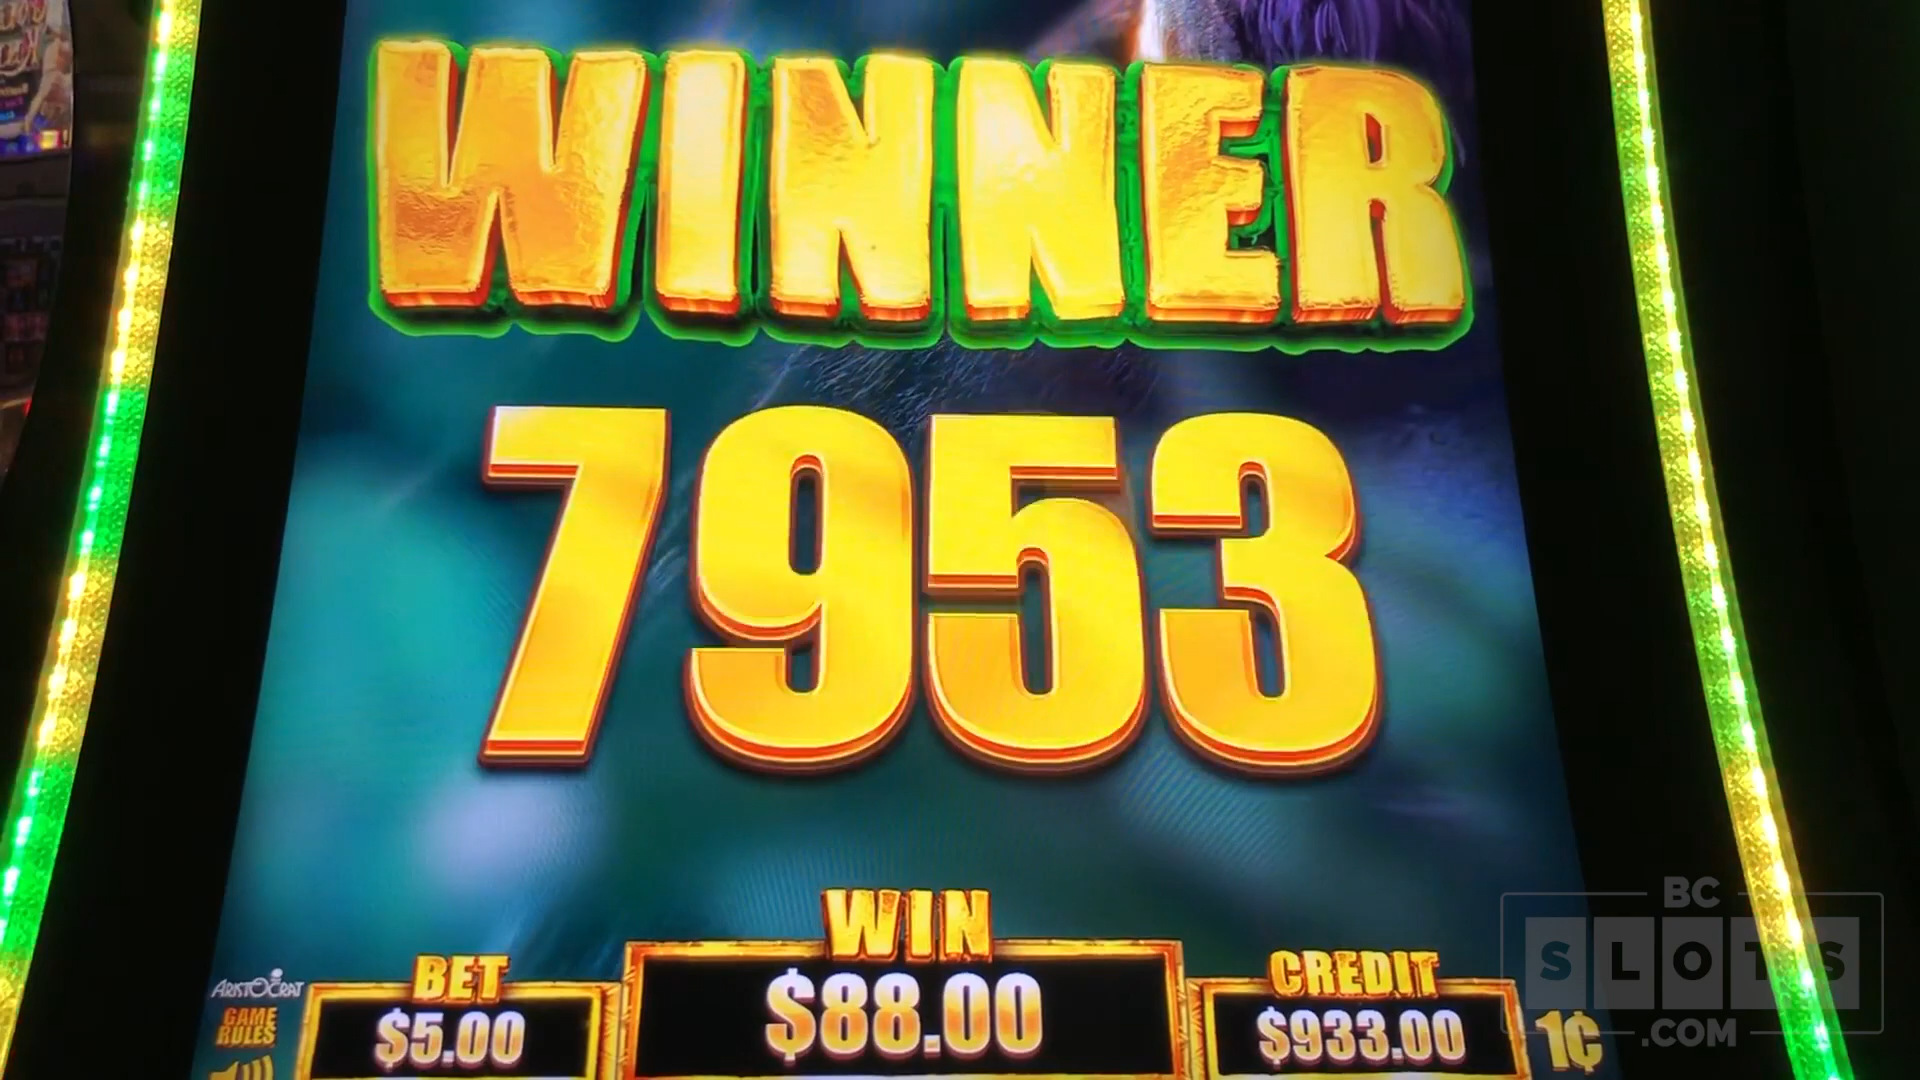 WINNER
7953
WIN
$88.00
BET
$5.00
CREDIT
$933.00
1¢
ARISTOCRAT
GAME
RULES
BC
SLOTS
.COM